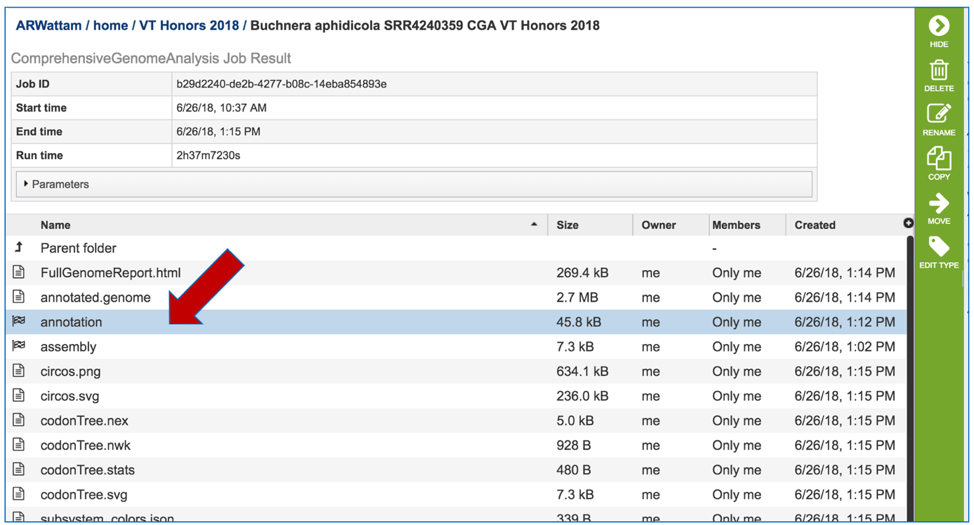 ARWattam / home / VT Honors 2018 / Buchnera aphidicola SRR4240359 CGA VT Honors 2018
ComprehensiveGenomeAnalysis Job Result
Job ID b29d2240-de2b-4277-b08c-14eba854893e
Start time 6/26/18, 10:37 AM
End time 6/26/18, 1:15 PM
Run time 2h37m7230s
Parameters
Name Size Owner Members Created
Parent folder -
FullGenomeReport.html 269.4 kB me Only me 6/26/18, 1:14 PM
annotated.genome 2.7 MB me Only me 6/26/18, 1:14 PM
annotation 45.8 kB me Only me 6/26/18, 1:12 PM
assembly 7.3 kB me Only me 6/26/18, 1:02 PM
circos.png 634.1 kB me Only me 6/26/18, 1:15 PM
circos.svg 236.0 kB me Only me 6/26/18, 1:15 PM
codonTree.nex 5.0 kB me Only me 6/26/18, 1:15 PM
codonTree.nwk 928 B me Only me 6/26/18, 1:15 PM
codonTree.stats 480 B me Only me 6/26/18, 1:15 PM
codonTree.svg 7.3 kB me Only me 6/26/18, 1:15 PM
subsystem_colors.json 339 B me Only me 6/26/18, 1:15 PM
HIDE
DELETE
RENAME
COPY
MOVE
EDIT TYPE